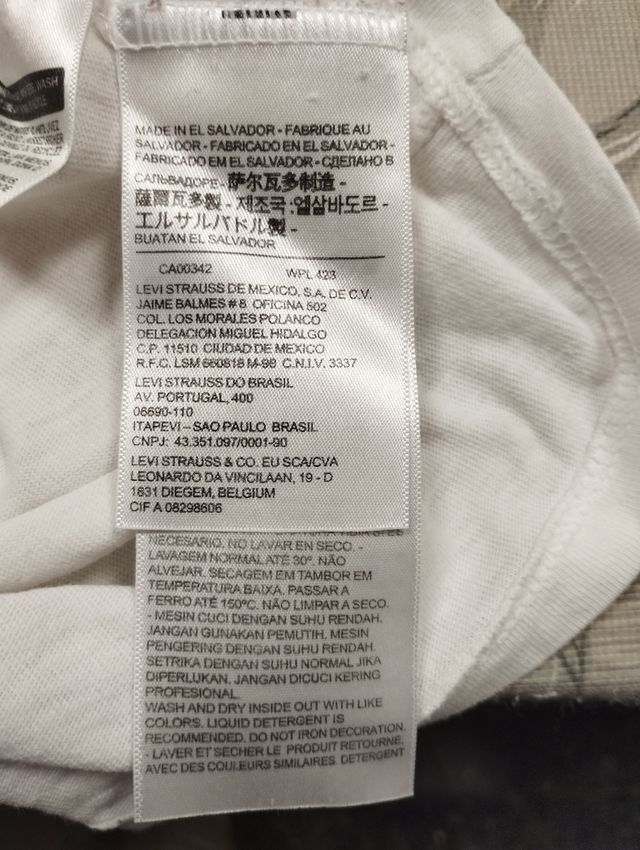 MADE IN EL SALVADOR - FABRIQUE AU
SALVADOR - FABRICADO EN EL SALVADOR -
FABRICADO EM EL SALVADOR - СДЕЛАНО В
САЛЬВАДОРЕ - 萨尔瓦多制造 -
薩爾瓦多製 - 제조국 :엘살바도르 -
エルサルバドル製 -
BUATAN EL SALVADOR
CA00342 WPL 423
LEVI STRAUSS DE MEXICO, S.A. DE C.V.
JAIME BALMES # 8 OFICINA 502
COL. LOS MORALES POLANCO
DELEGACION MIGUEL HIDALGO
C.P. 11510 CIUDAD DE MEXICO
R.F.C. LSM 660818 M-99 C.N.I.V. 3337
LEVI STRAUSS DO BRASIL
AV. PORTUGAL, 400
06690-110
ITAPEVI – SAO PAULO BRASIL
CNPJ: 43.351.097/0001-90
LEVI STRAUSS & CO. EU SCA/CVA
LEONARDO DA VINCILAAN, 19 - D
1831 DIEGEM, BELGIUM
CIF A 08298606
NECESARIO. NO LAVAR EN SECO. -
LAVAGEM NORMAL ATÉ 30º. NÃO
ALVEJAR. SECAGEM EM TAMBOR EM
TEMPERATURA BAIXA. PASSAR A
FERRO ATÉ 150ºC. NÃO LIMPAR A SECO.
- MESIN CUCI DENGAN SUHU RENDAH.
JANGAN GUNAKAN PEMUTIH. MESIN
PENGERING DENGAN SUHU RENDAH.
SETRIKA DENGAN SUHU NORMAL JIKA
DIPERLUKAN. JANGAN DICUCI KERING
PROFESIONAL.
WASH AND DRY INSIDE OUT WITH LIKE
COLORS. LIQUID DETERGENT IS
RECOMMENDED. DO NOT IRON DECORATION.
- LAVER ET SECHER LE PRODUIT RETOURNE,
AVEC DES COULEURS SIMILAIRES. DETERGENT